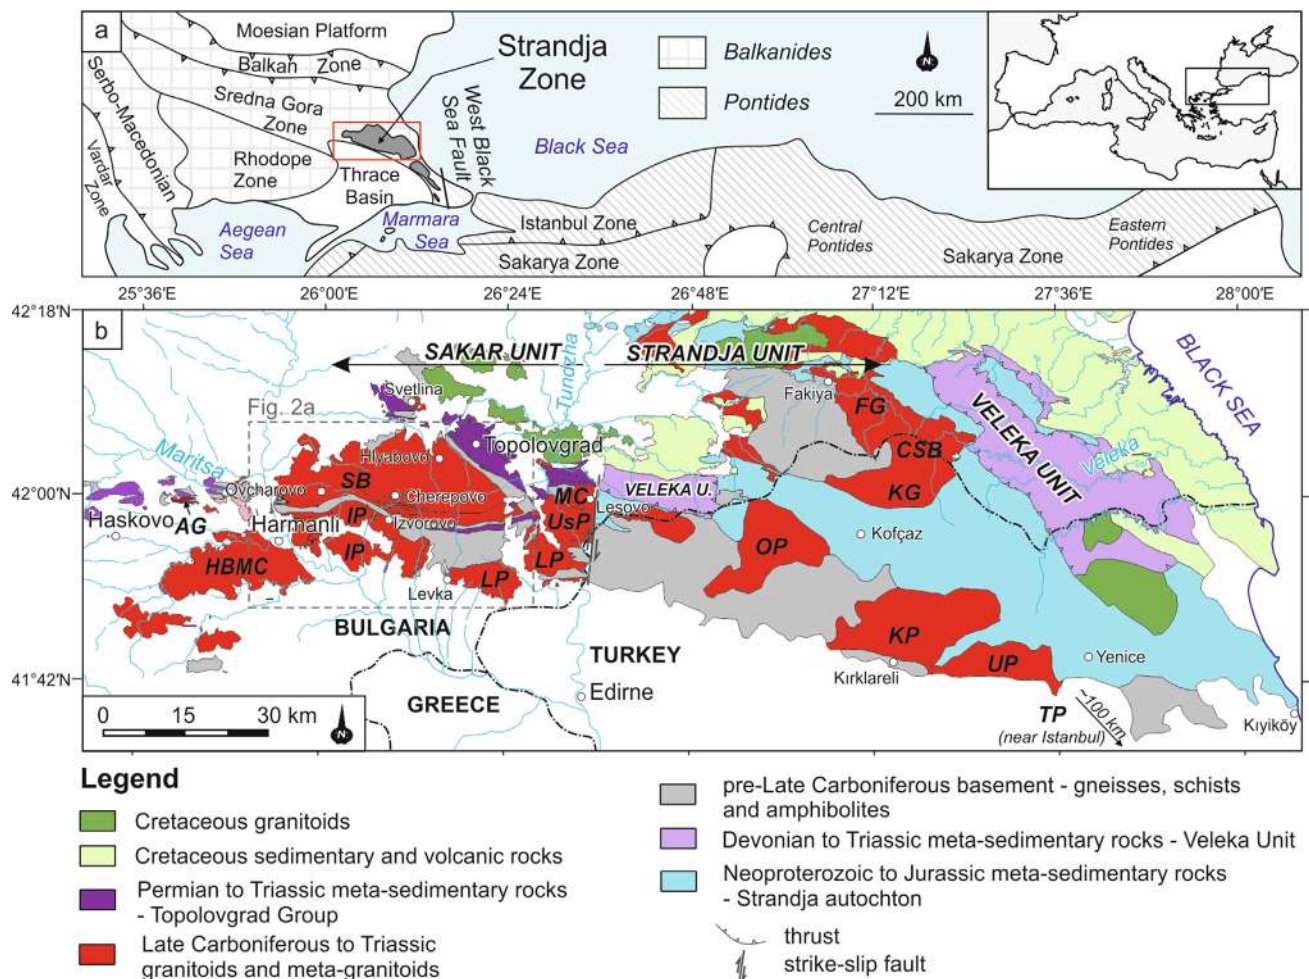 a
Moesian Platform
Balkan Zone
Serbo-Macedonian
Sredna Gora
Zone
Vardar
Zone
Rhodope
Zone
Thrace
Basin
Strandja
Zone
West Black
Sea Fault
Balkanides
Pontides
N
200 km
Black Sea
Aegean
Sea
Marmara
Sea
Istanbul Zone
Sakarya Zone
Central
Pontides
Eastern
Pontides
Sakarya Zone
25°36'E 26°00'E 26°24'E 26°48'E 27°12'E 27°36'E 28°00'E
42°18'N
42°00'N
41°42'N
b
SAKAR UNIT
STRANDJA UNIT
Tundzha
BLACK SEA
Svetlina
Fakiya
Fig. 2a
FG
VELEKA UNIT
Topolovgrad
Maritsa
Hlyabovo
CSB
Veleka
SB
Ovcharovo
Cherepovo
MC
VELEKA U.
KG
Lesovo
Haskovo
AG
Harmanli
IP
Izvorovo
UsP
Kofçaz
HBMC
IP
LP
LP
OP
Levka
BULGARIA
KP
TURKEY
UP
Yenice
GREECE
Edirne
Kırklareli
0 15 30 km
N
TP
(near Istanbul)
~100 km
Kıyiköy
Legend
Cretaceous granitoids
Cretaceous sedimentary and volcanic rocks
Permian to Triassic meta-sedimentary rocks
- Topolovgrad Group
Late Carboniferous to Triassic
granitoids and meta-granitoids
pre-Late Carboniferous basement - gneisses, schists
and amphibolites
Devonian to Triassic meta-sedimentary rocks - Veleka Unit
Neoproterozoic to Jurassic meta-sedimentary rocks
- Strandja autochton
thrust
strike-slip fault